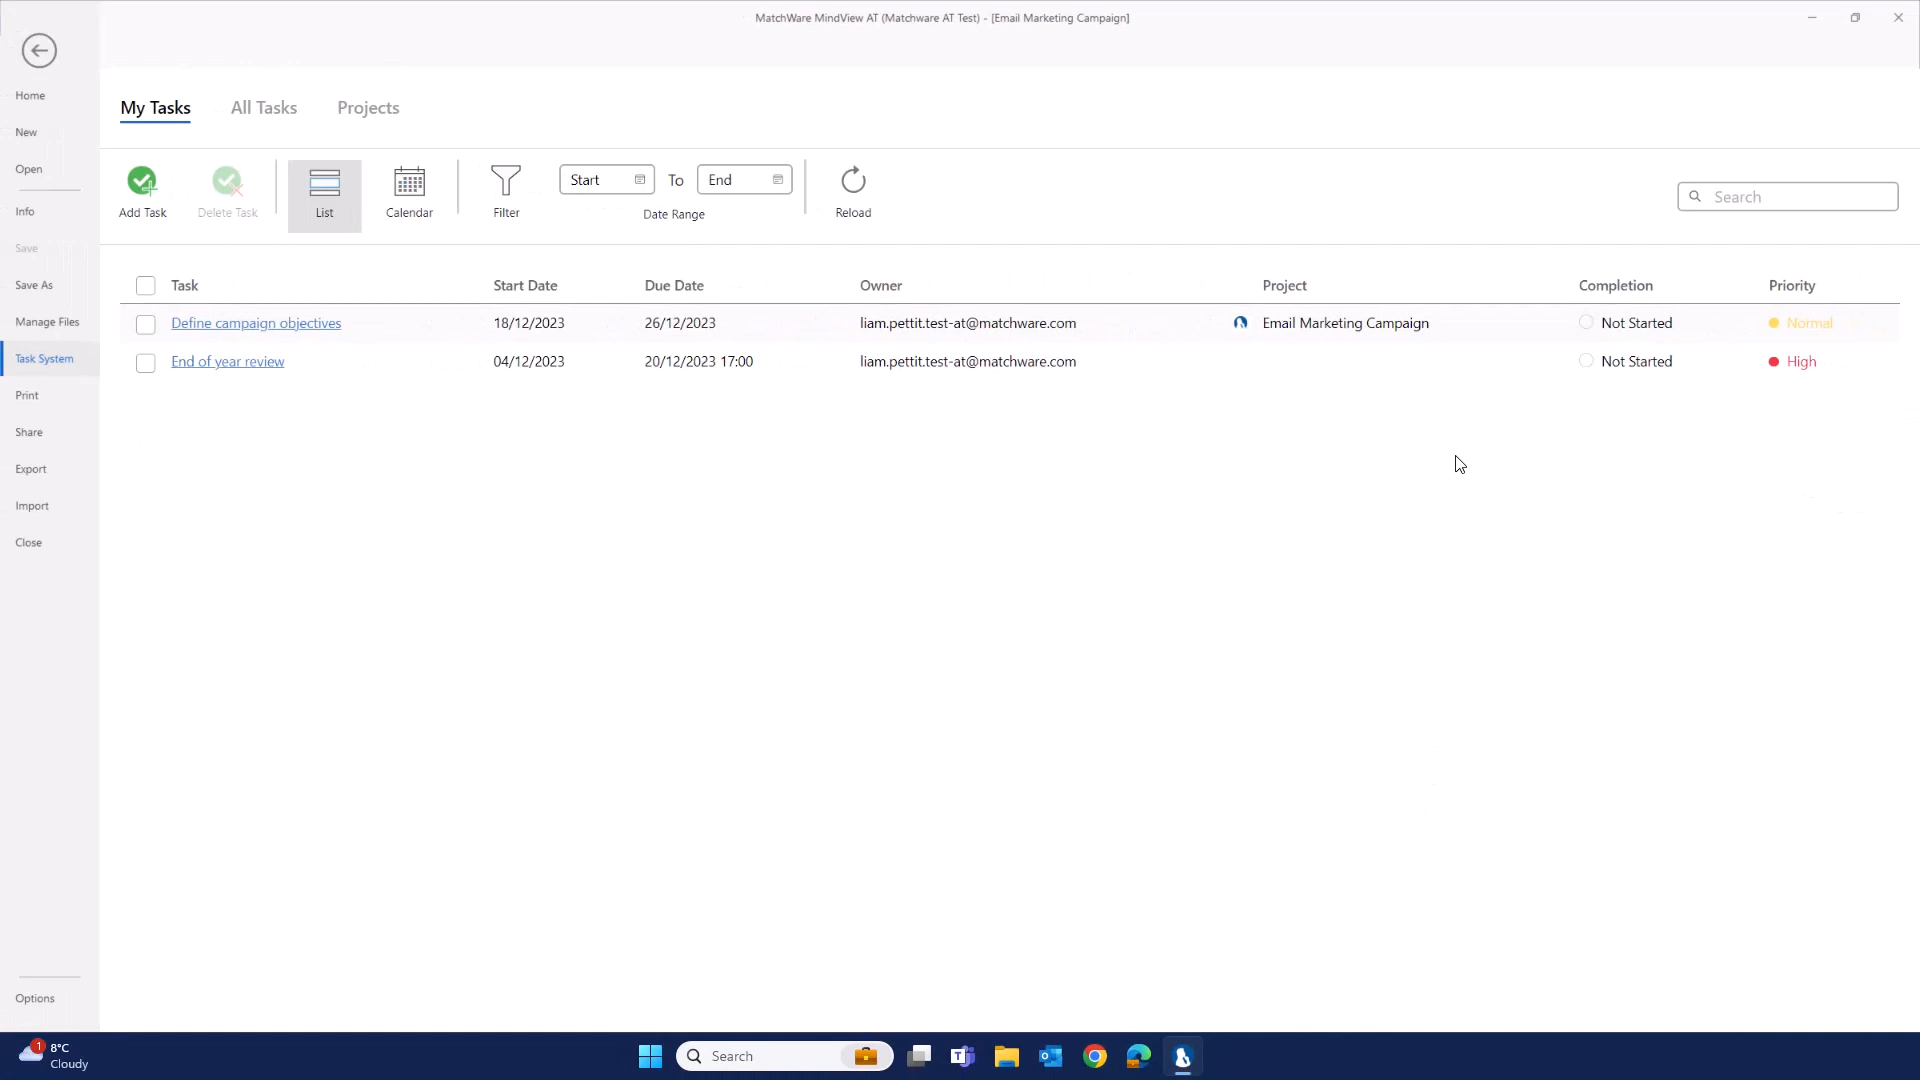 MatchWare MindView AT (Matchware AT Test) - [Email Marketing Campaign]
Home
New
Open
Info
Save
Save As
Manage Files
Task System
Print
Share
Export
Import
Close
Options
My Tasks All Tasks Projects
Add Task Delete Task List Calendar Filter Start To End Date Range Reload Search
Task Start Date Due Date Owner Project Completion Priority
Define campaign objectives 18/12/2023 26/12/2023 liam.pettit.test-at@matchware.com Email Marketing Campaign Not Started Normal
End of year review 04/12/2023 20/12/2023 17:00 liam.pettit.test-at@matchware.com Not Started High
1 8°C
Cloudy
Search